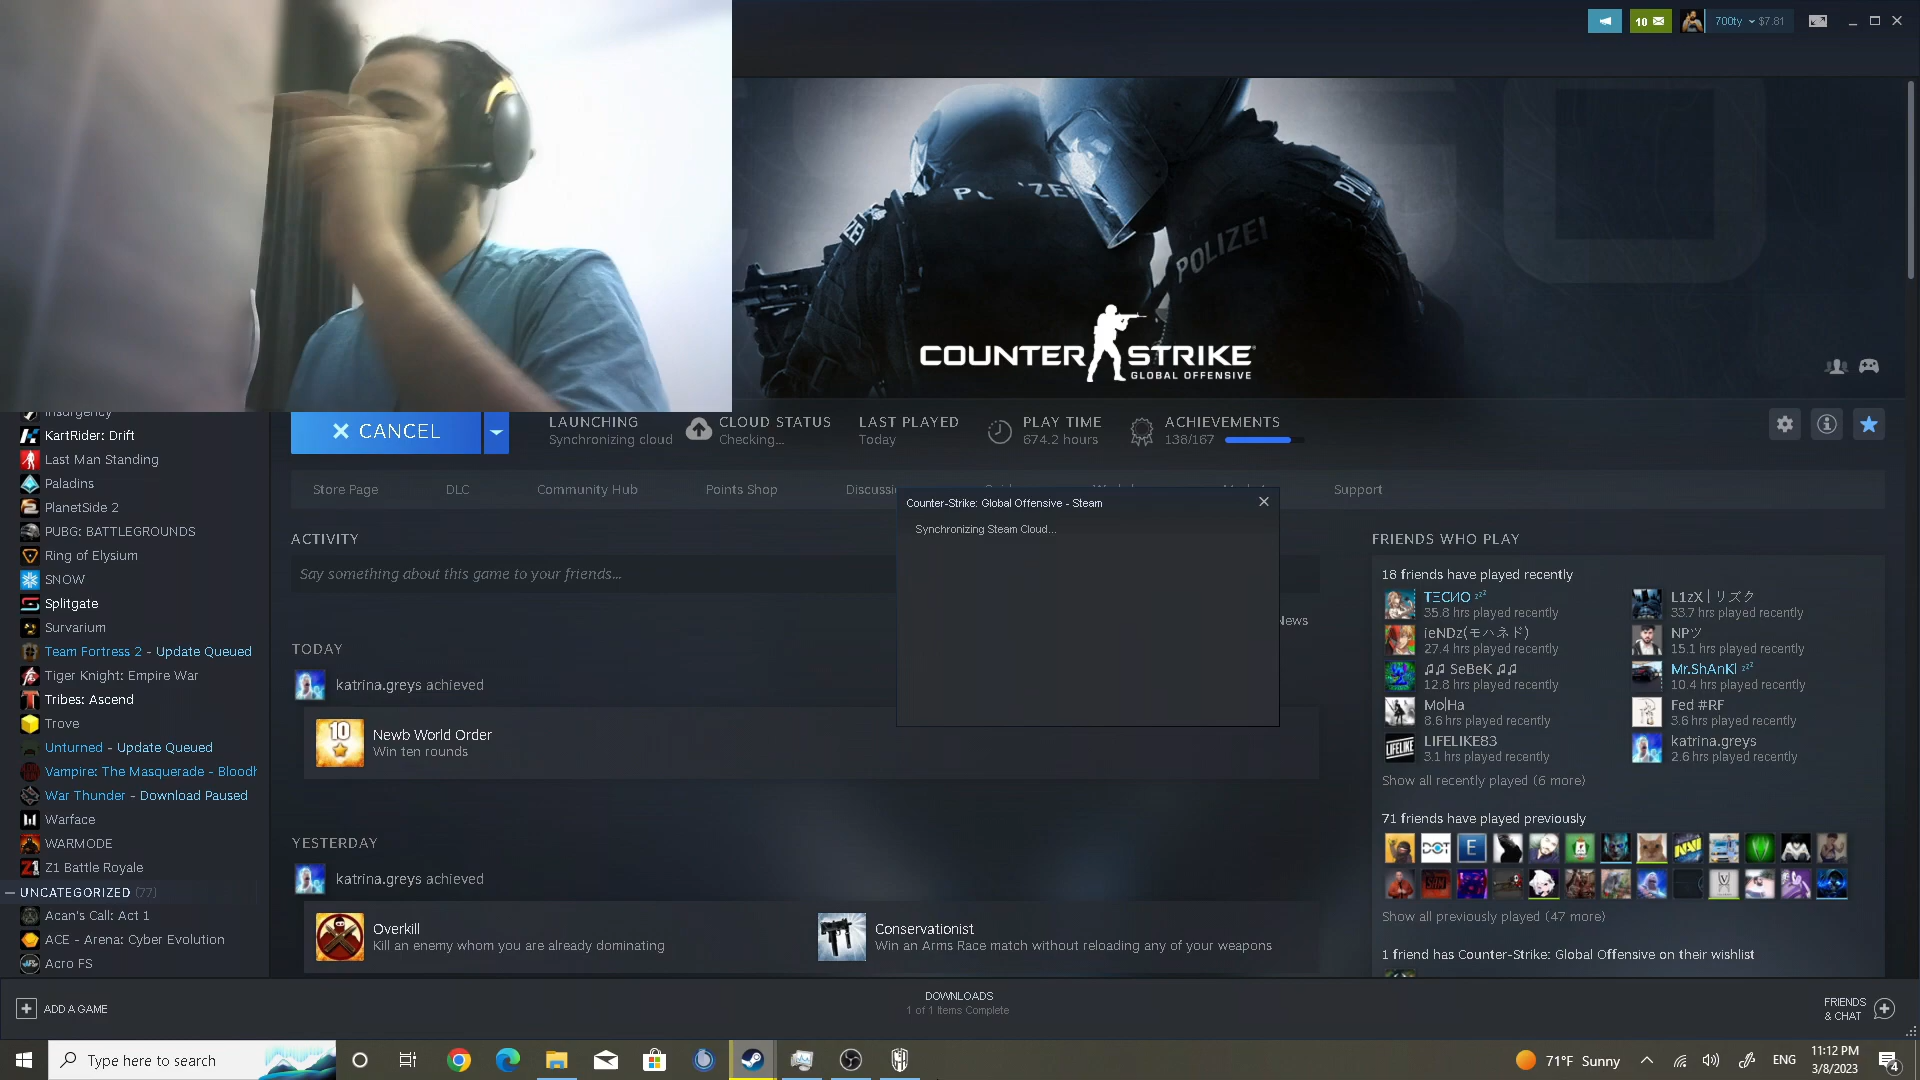 10
700ty
$7.81
POLIZEI
COUNTER STRIKE
GLOBAL OFFENSIVE
Insurgency
KartRider: Drift
Last Man Standing
Paladins
PlanetSide 2
PUBG: BATTLEGROUNDS
Ring of Elysium
SNOW
Splitgate
Survarium
Team Fortress 2 - Update Queued
Tiger Knight: Empire War
Tribes: Ascend
Trove
Unturned - Update Queued
Vampire: The Masquerade - Bloodh
War Thunder - Download Paused
Warface
WARMODE
Z1 Battle Royale
UNCATEGORIZED (77)
Acan's Call: Act 1
ACE - Arena: Cyber Evolution
Acro FS
CANCEL
LAUNCHING
Synchronizing cloud
CLOUD STATUS
Checking...
LAST PLAYED
Today
PLAY TIME
674.2 hours
ACHIEVEMENTS
138/167
Store Page DLC Community Hub Points Shop Discussi Support
Counter-Strike: Global Offensive - Steam
Synchronizing Steam Cloud...
ACTIVITY
Say something about this game to your friends...
News
TODAY
katrina.greys achieved
10
Newb World Order
Win ten rounds
YESTERDAY
katrina.greys achieved
Overkill
Kill an enemy whom you are already dominating
Conservationist
Win an Arms Race match without reloading any of your weapons
FRIENDS WHO PLAY
18 friends have played recently
TΞCNO zzz
35.8 hrs played recently
L1zX | リズク
33.7 hrs played recently
ieNDz(モハネド)
27.4 hrs played recently
NPツ
15.1 hrs played recently
♫♫ SeBeK ♫♫
12.8 hrs played recently
Mr.ShAnKl zzz
10.4 hrs played recently
Mo|Ha
8.6 hrs played recently
Fed #RF
3.6 hrs played recently
LIFELIKE83
3.1 hrs played recently
katrina.greys
2.6 hrs played recently
Show all recently played (6 more)
71 friends have played previously
Show all previously played (47 more)
1 friend has Counter-Strike: Global Offensive on their wishlist
ADD A GAME
DOWNLOADS
1 of 1 Items Complete
FRIENDS
& CHAT
Type here to search
71°F Sunny
ENG
11:12 PM
3/8/2023
4